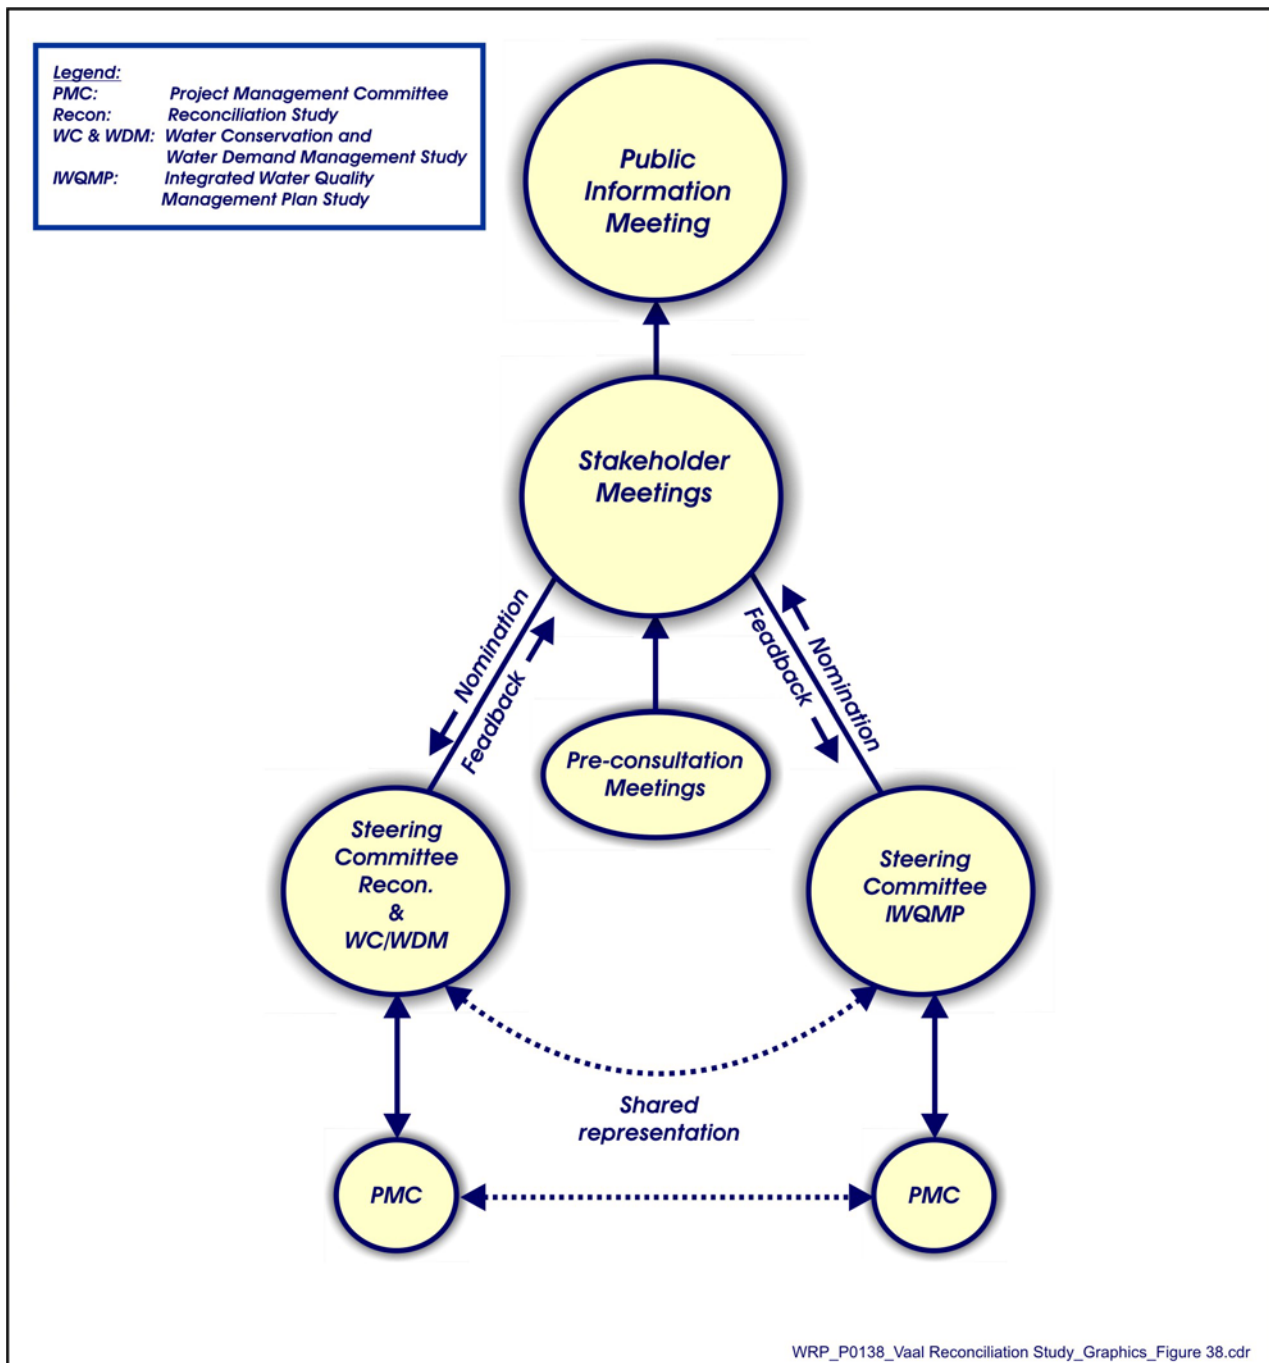 Legend:
PMC: Project Management Committee
Recon: Reconciliation Study
WC & WDM: Water Conservation and
Water Demand Management Study
IWQMP: Integrated Water Quality
Management Plan Study
Public
Information
Meeting
Stakeholder
Meetings
Nomination
Feadback
Feadback
Nomination
Pre-consultation
Meetings
Steering
Committee
Recon.
&
WC/WDM
Steering
Committee
IWQMP
Shared
representation
PMC
PMC
WRP_P0138_Vaal Reconciliation Study_Graphics_Figure 38.cdr